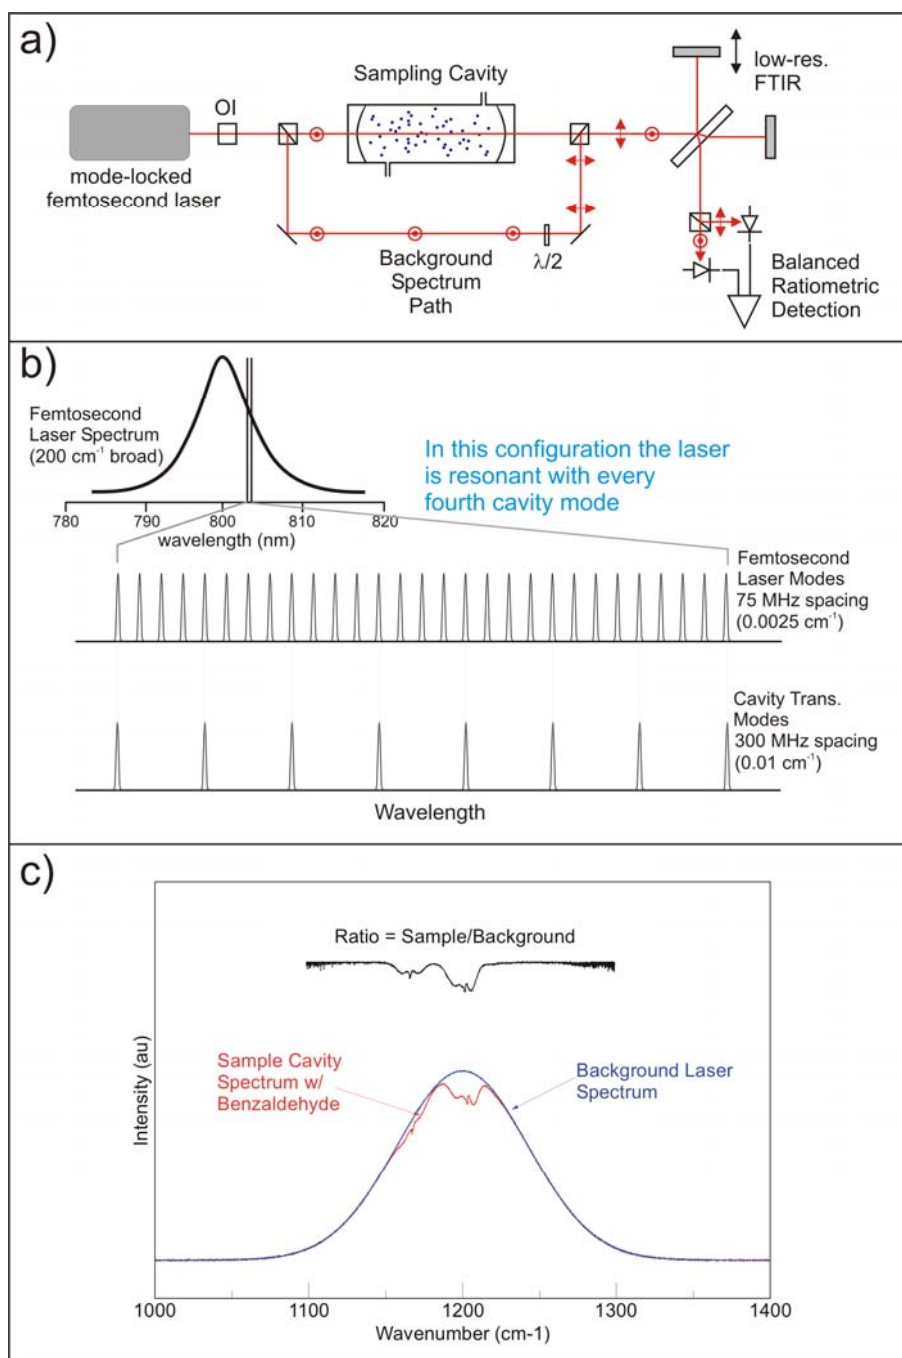 a)
Sampling Cavity
OI
low-res.
FTIR
mode-locked
femtosecond laser
Background
Spectrum
Path
λ/2
Balanced
Ratiometric
Detection
b)
Femtosecond
Laser Spectrum
(200 cm⁻¹ broad)
In this configuration the laser
is resonant with every
fourth cavity mode
780 790 800 810 820
wavelength (nm)
Femtosecond
Laser Modes
75 MHz spacing
(0.0025 cm⁻¹)
Cavity Trans.
Modes
300 MHz spacing
(0.01 cm⁻¹)
Wavelength
c)
Ratio = Sample/Background
Sample Cavity
Spectrum w/
Benzaldehyde
Background Laser
Spectrum
Intensity (au)
1000 1100 1200 1300 1400
Wavenumber (cm-1)